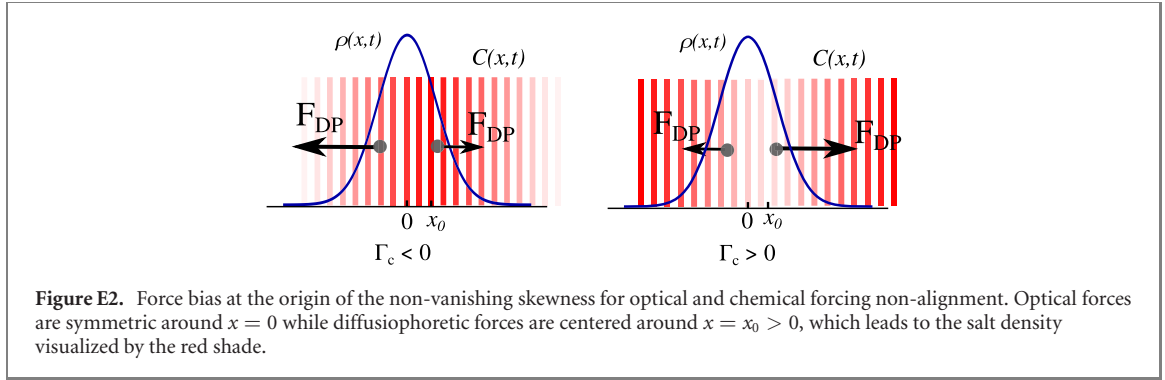 ρ(x,t)
C(x,t)
F_DP
F_DP
0 x_0
Γ_c < 0
ρ(x,t)
C(x,t)
F_DP
F_DP
0 x_0
Γ_c > 0
Figure E2. Force bias at the origin of the non-vanishing skewness for optical and chemical forcing non-alignment. Optical forces
are symmetric around x = 0 while diffusiophoretic forces are centered around x = x_0 > 0, which leads to the salt density
visualized by the red shade.